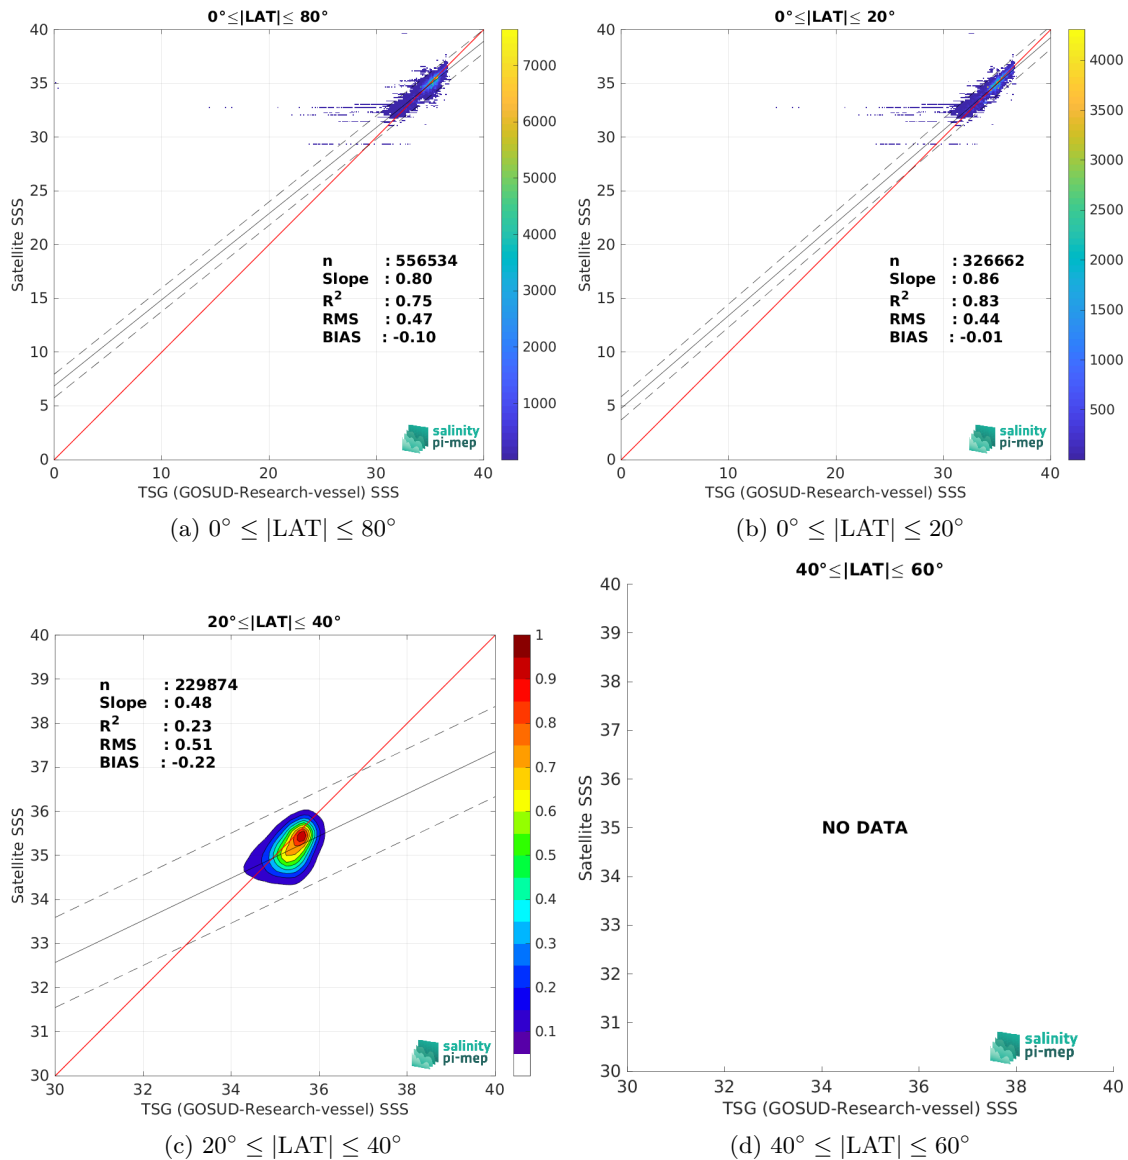 0°≤|LAT|≤ 80°
40
35
30
25
20
15
10
5
0
Satellite SSS
n : 556534
Slope : 0.80
R² : 0.75
RMS : 0.47
BIAS : -0.10
salinity
pi-mep
0 10 20 30 40
TSG (GOSUD-Research-vessel) SSS
7000
6000
5000
4000
3000
2000
1000
(a) 0° ≤ |LAT| ≤ 80°
0°≤|LAT|≤ 20°
40
35
30
25
20
15
10
5
0
Satellite SSS
n : 326662
Slope : 0.86
R² : 0.83
RMS : 0.44
BIAS : -0.01
salinity
pi-mep
0 10 20 30 40
TSG (GOSUD-Research-vessel) SSS
4000
3500
3000
2500
2000
1500
1000
500
(b) 0° ≤ |LAT| ≤ 20°
20°≤|LAT|≤ 40°
40
39
38
37
36
35
34
33
32
31
30
Satellite SSS
n : 229874
Slope : 0.48
R² : 0.23
RMS : 0.51
BIAS : -0.22
salinity
pi-mep
30 32 34 36 38 40
TSG (GOSUD-Research-vessel) SSS
1
0.9
0.8
0.7
0.6
0.5
0.4
0.3
0.2
0.1
(c) 20° ≤ |LAT| ≤ 40°
40°≤|LAT|≤ 60°
40
39
38
37
36
35
34
33
32
31
30
Satellite SSS
NO DATA
salinity
pi-mep
30 32 34 36 38 40
TSG (GOSUD-Research-vessel) SSS
(d) 40° ≤ |LAT| ≤ 60°